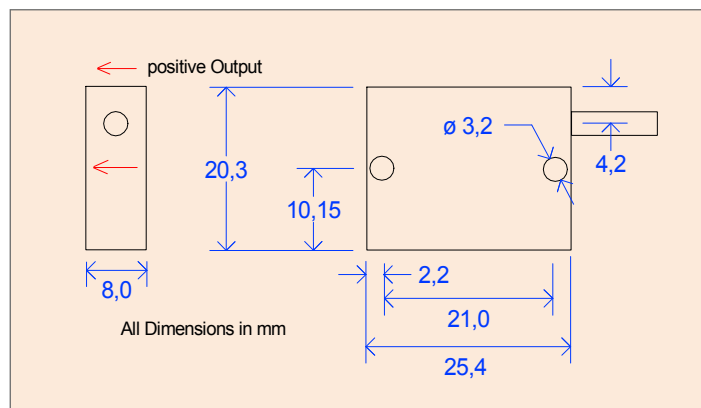 positive Output
ø 3,2
4,2
20,3
10,15
8,0
2,2
21,0
25,4
All Dimensions in mm